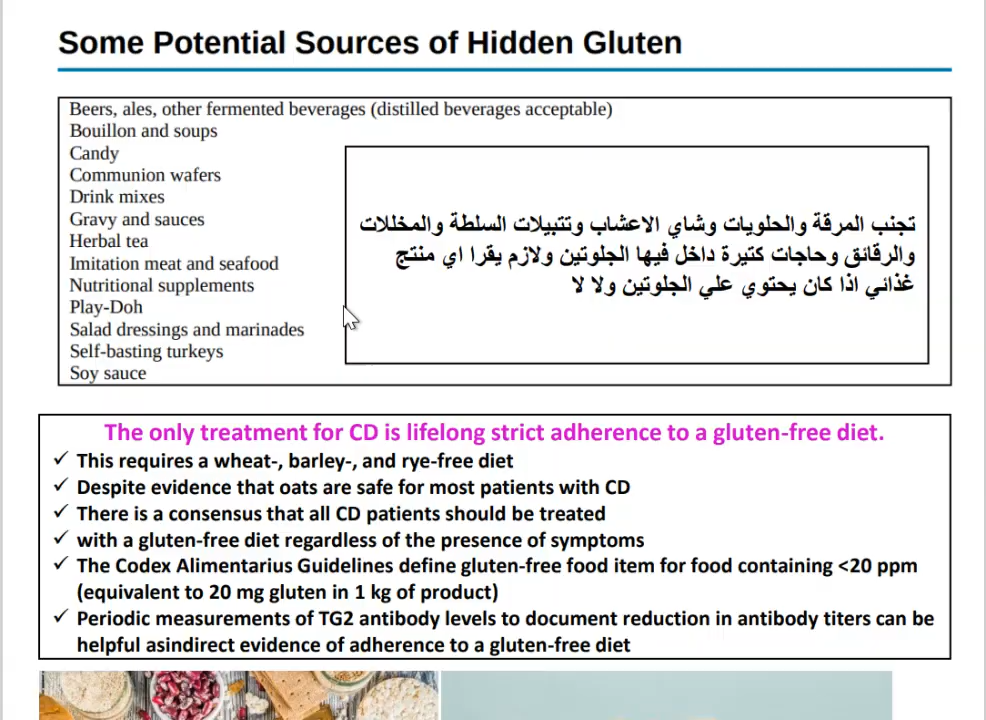 Some Potential Sources of Hidden Gluten
Beers, ales, other fermented beverages (distilled beverages acceptable)
Bouillon and soups
Candy
Communion wafers
Drink mixes
Gravy and sauces
Herbal tea
Imitation meat and seafood
Nutritional supplements
Play-Doh
Salad dressings and marinades
Self-basting turkeys
Soy sauce
تجنب المرقة والحلويات وشاي الاعشاب وتتبيلات السلطة والمخللات
والرقائق وحاجات كتيرة داخل فيها الجلوتين ولازم يقرا اي منتج
غذائي اذا كان يحتوي علي الجلوتين ولا لا
The only treatment for CD is lifelong strict adherence to a gluten-free diet.
✓ This requires a wheat-, barley-, and rye-free diet
✓ Despite evidence that oats are safe for most patients with CD
✓ There is a consensus that all CD patients should be treated
✓ with a gluten-free diet regardless of the presence of symptoms
✓ The Codex Alimentarius Guidelines define gluten-free food item for food containing <20 ppm
(equivalent to 20 mg gluten in 1 kg of product)
✓ Periodic measurements of TG2 antibody levels to document reduction in antibody titers can be
helpful asindirect evidence of adherence to a gluten-free diet